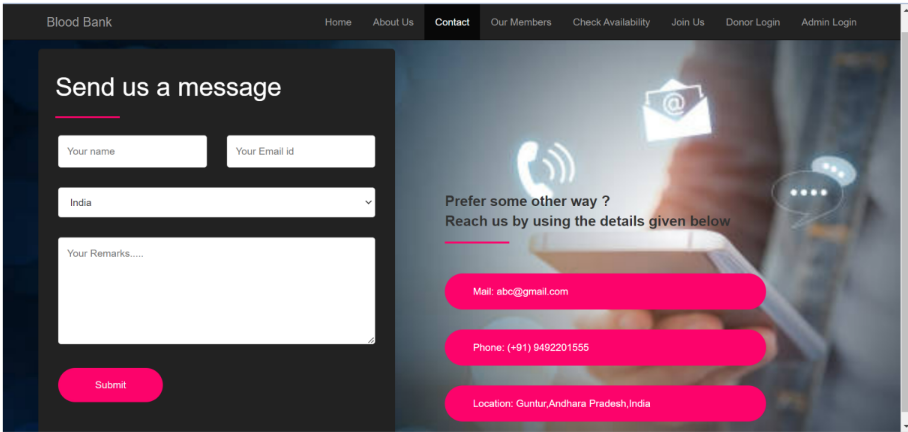 Blood Bank
Home About Us Contact Our Members Check Availability Join Us Donor Login Admin Login
Send us a message
Your name
Your Email id
India
Your Remarks.....
Submit
Prefer some other way ?
Reach us by using the details given below
Mail: abc@gmail.com
Phone: (+91) 9492201555
Location: Guntur,Andhara Pradesh,India